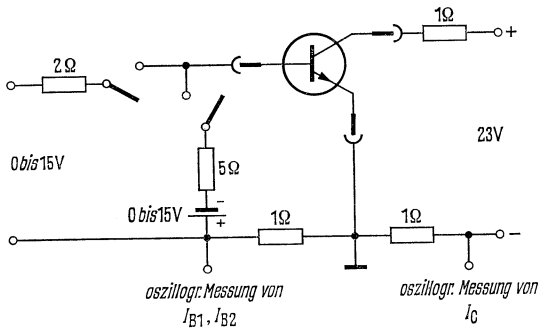 1Ω
+
2Ω
23V
0 bis 15V
5Ω
−
0 bis 15V
+
1Ω
1Ω
−
oszillogr. Messung von
I_B1, I_B2
oszillogr. Messung von
I_C